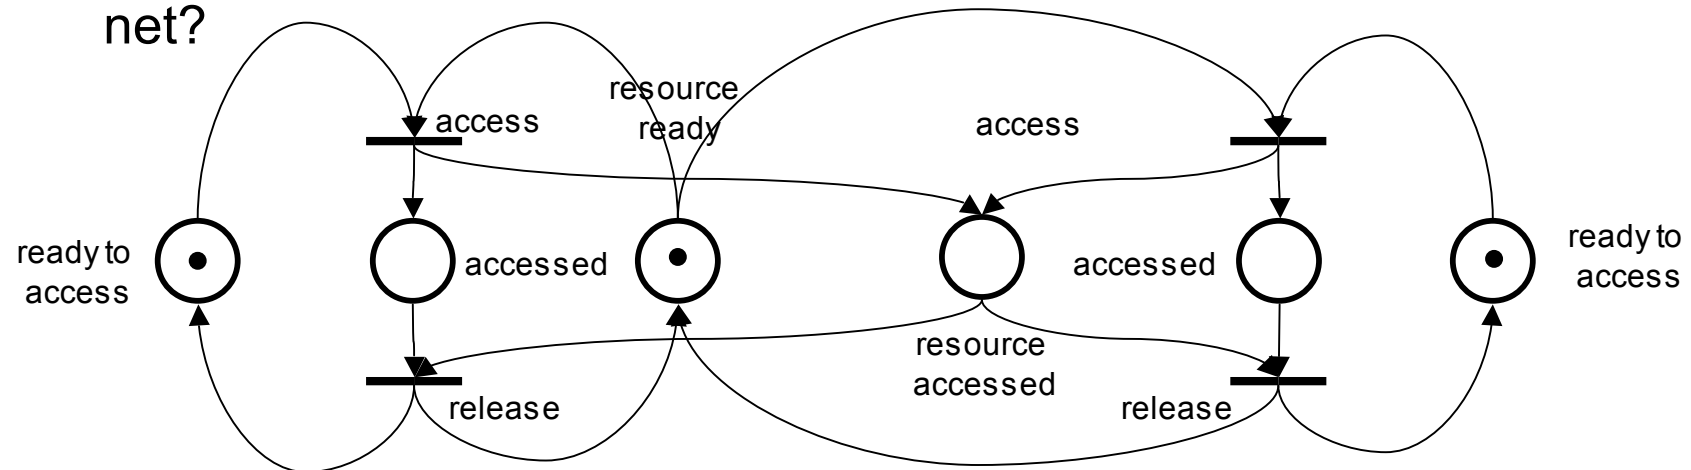 net?
resource
ready
access
access
ready to
access
accessed
accessed
ready to
access
resource
accessed
release
release